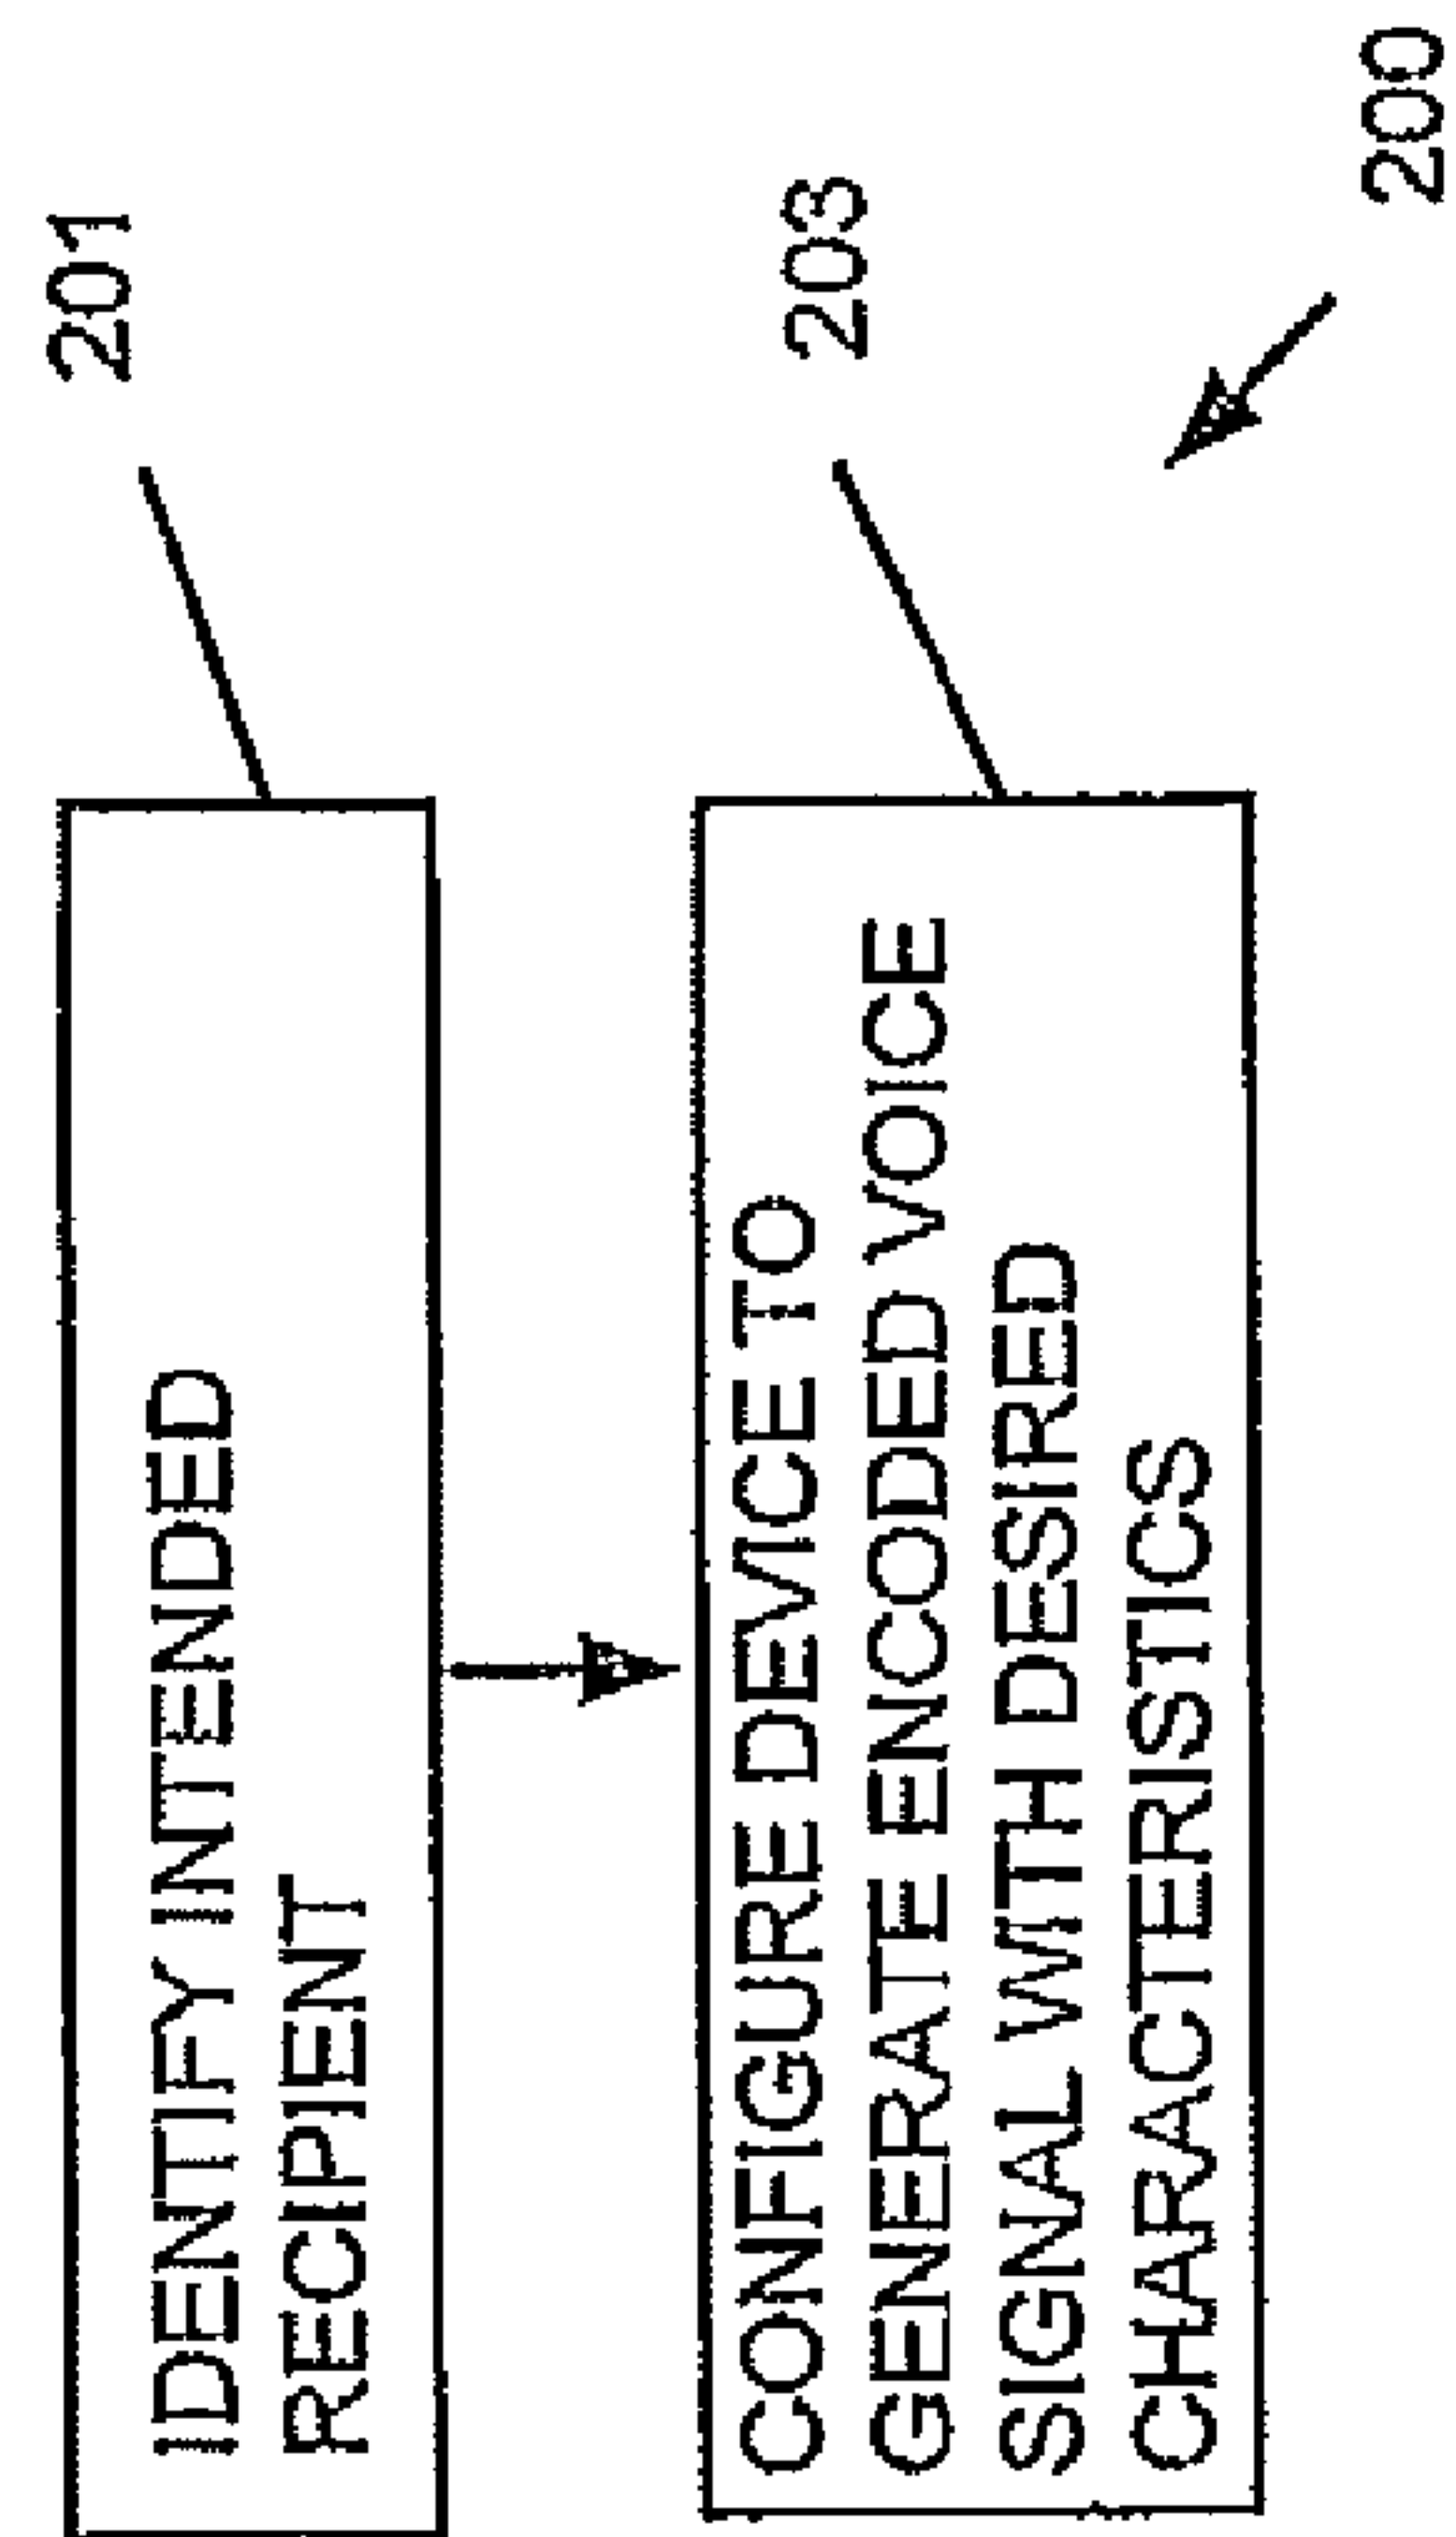 IDENTIFY INTENDED
RECIPIENT
201
CONFIGURE DEVICE TO
GENERATE ENCODED VOICE
SIGNAL WITH DESIRED
CHARACTERISTICS
203
200